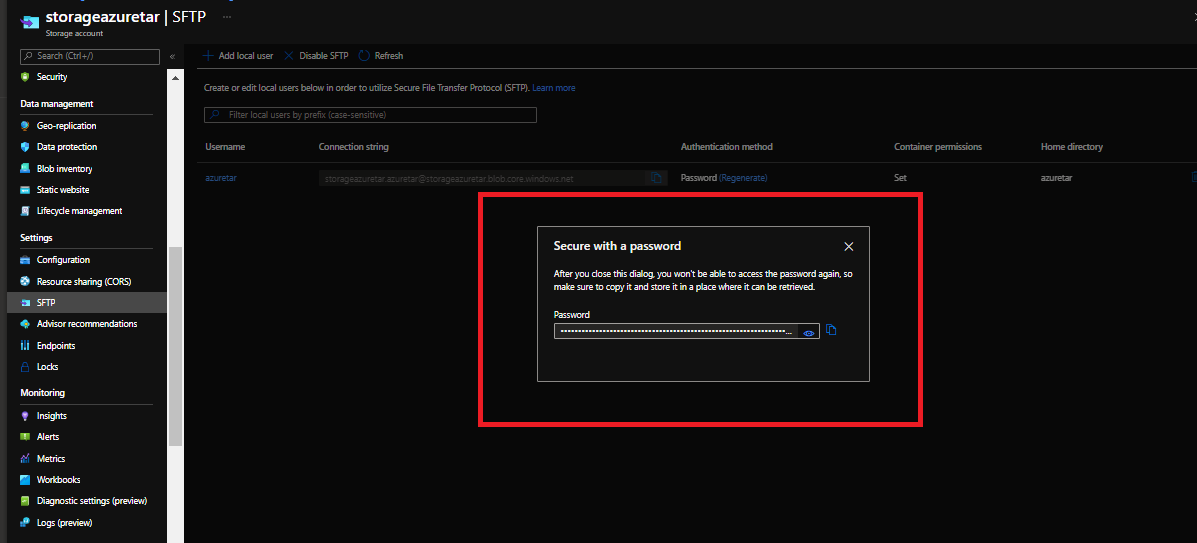 storageazuretar | SFTP ...
Storage account
Search (Ctrl+/)
«
Security
Data management
Geo-replication
Data protection
Blob inventory
Static website
Lifecycle management
Settings
Configuration
Resource sharing (CORS)
SFTP
Advisor recommendations
Endpoints
Locks
Monitoring
Insights
Alerts
Metrics
Workbooks
Diagnostic settings (preview)
Logs (preview)
Add local user Disable SFTP Refresh
Create or edit local users below in order to utilize Secure File Transfer Protocol (SFTP). Learn more
Filter local users by prefix (case-sensitive)
Username Connection string Authentication method Container permissions Home directory
azuretar storageazuretar.azuretar@storageazuretar.blob.core.windows.net Password (Regenerate) Set azuretar
Secure with a password
After you close this dialog, you won't be able to access the password again, so
make sure to copy it and store it in a place where it can be retrieved.
Password